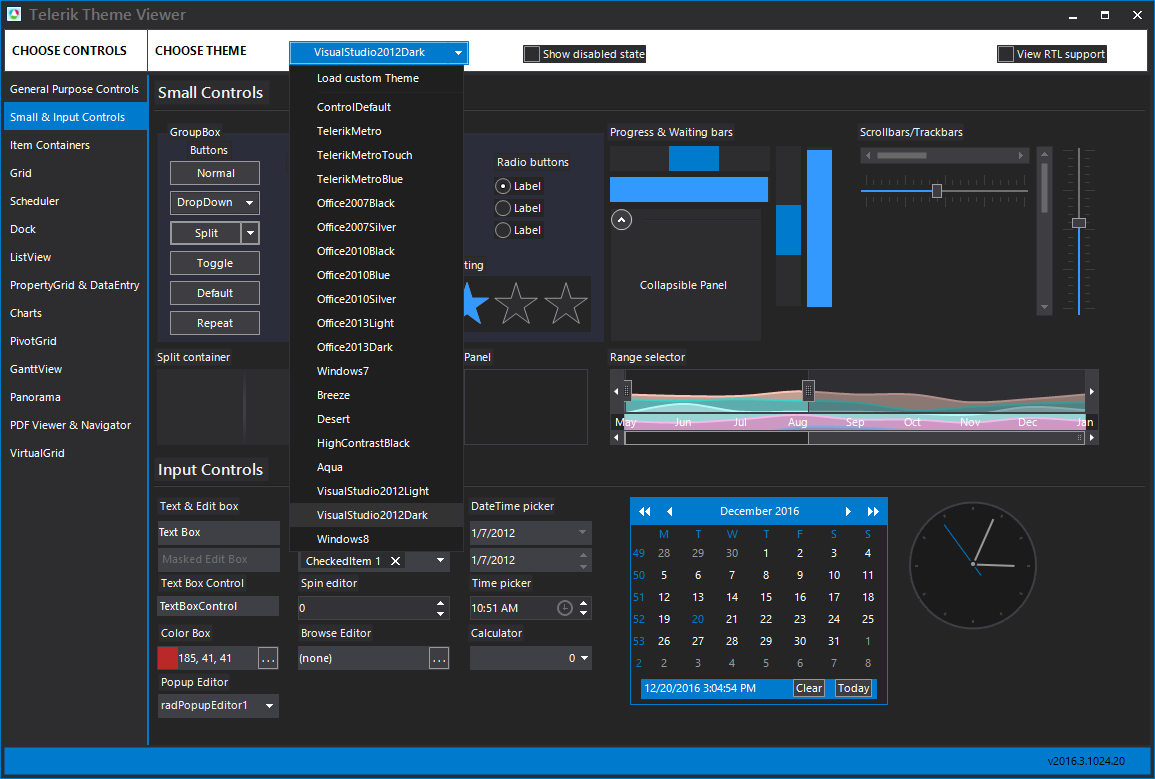 Telerik Theme Viewer
CHOOSE CONTROLS
CHOOSE THEME
VisualStudio2012Dark
Show disabled state
View RTL support
General Purpose Controls
Small & Input Controls
Item Containers
Grid
Scheduler
Dock
ListView
PropertyGrid & DataEntry
Charts
PivotGrid
GanttView
Panorama
PDF Viewer & Navigator
VirtualGrid
Load custom Theme
ControlDefault
TelerikMetro
TelerikMetroTouch
TelerikMetroBlue
Office2007Black
Office2007Silver
Office2010Black
Office2010Blue
Office2010Silver
Office2013Light
Office2013Dark
Windows7
Breeze
Desert
HighContrastBlack
Aqua
VisualStudio2012Light
VisualStudio2012Dark
Windows8
Small Controls
GroupBox
Buttons
Normal
DropDown
Split
Toggle
Default
Repeat
Radio buttons
Label
Label
Label
ting
Progress & Waiting bars
Collapsible Panel
Scrollbars/Trackbars
Split container
Panel
Range selector
May Jun Jul Aug Sep Oct Nov Dec Jan
Input Controls
Text & Edit box
Text Box
Masked Edit Box
Text Box Control
TextBoxControl
Color Box
185, 41, 41 ...
Popup Editor
radPopupEditor1
CheckedItem 1
Spin editor
0
Browse Editor
(none) ...
DateTime picker
1/7/2012
1/7/2012
Time picker
10:51 AM
Calculator
0
December 2016
M T W T F S S
49 28 29 30 1 2 3 4
50 5 6 7 8 9 10 11
51 12 13 14 15 16 17 18
52 19 20 21 22 23 24 25
53 26 27 28 29 30 31 1
2 2 3 4 5 6 7 8
12/20/2016 3:04:54 PM Clear Today
v2016.3.1024.20